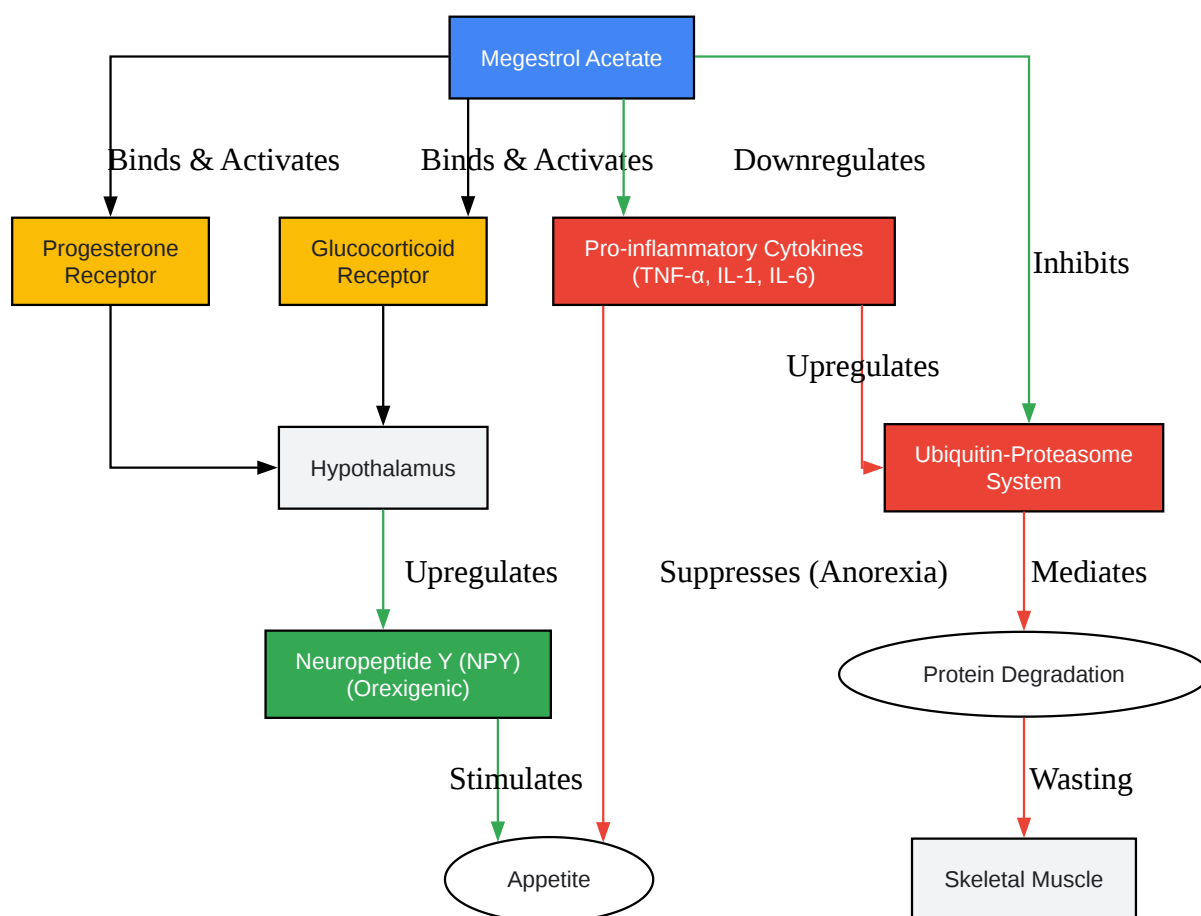 Megestrol Acetate
Binds & Activates
Binds & Activates
Downregulates
Progesterone
Receptor
Glucocorticoid
Receptor
Pro-inflammatory Cytokines
(TNF-α, IL-1, IL-6)
Inhibits
Upregulates
Hypothalamus
Ubiquitin-Proteasome
System
Upregulates
Suppresses (Anorexia)
Mediates
Neuropeptide Y (NPY)
(Orexigenic)
Protein Degradation
Stimulates
Wasting
Appetite
Skeletal Muscle